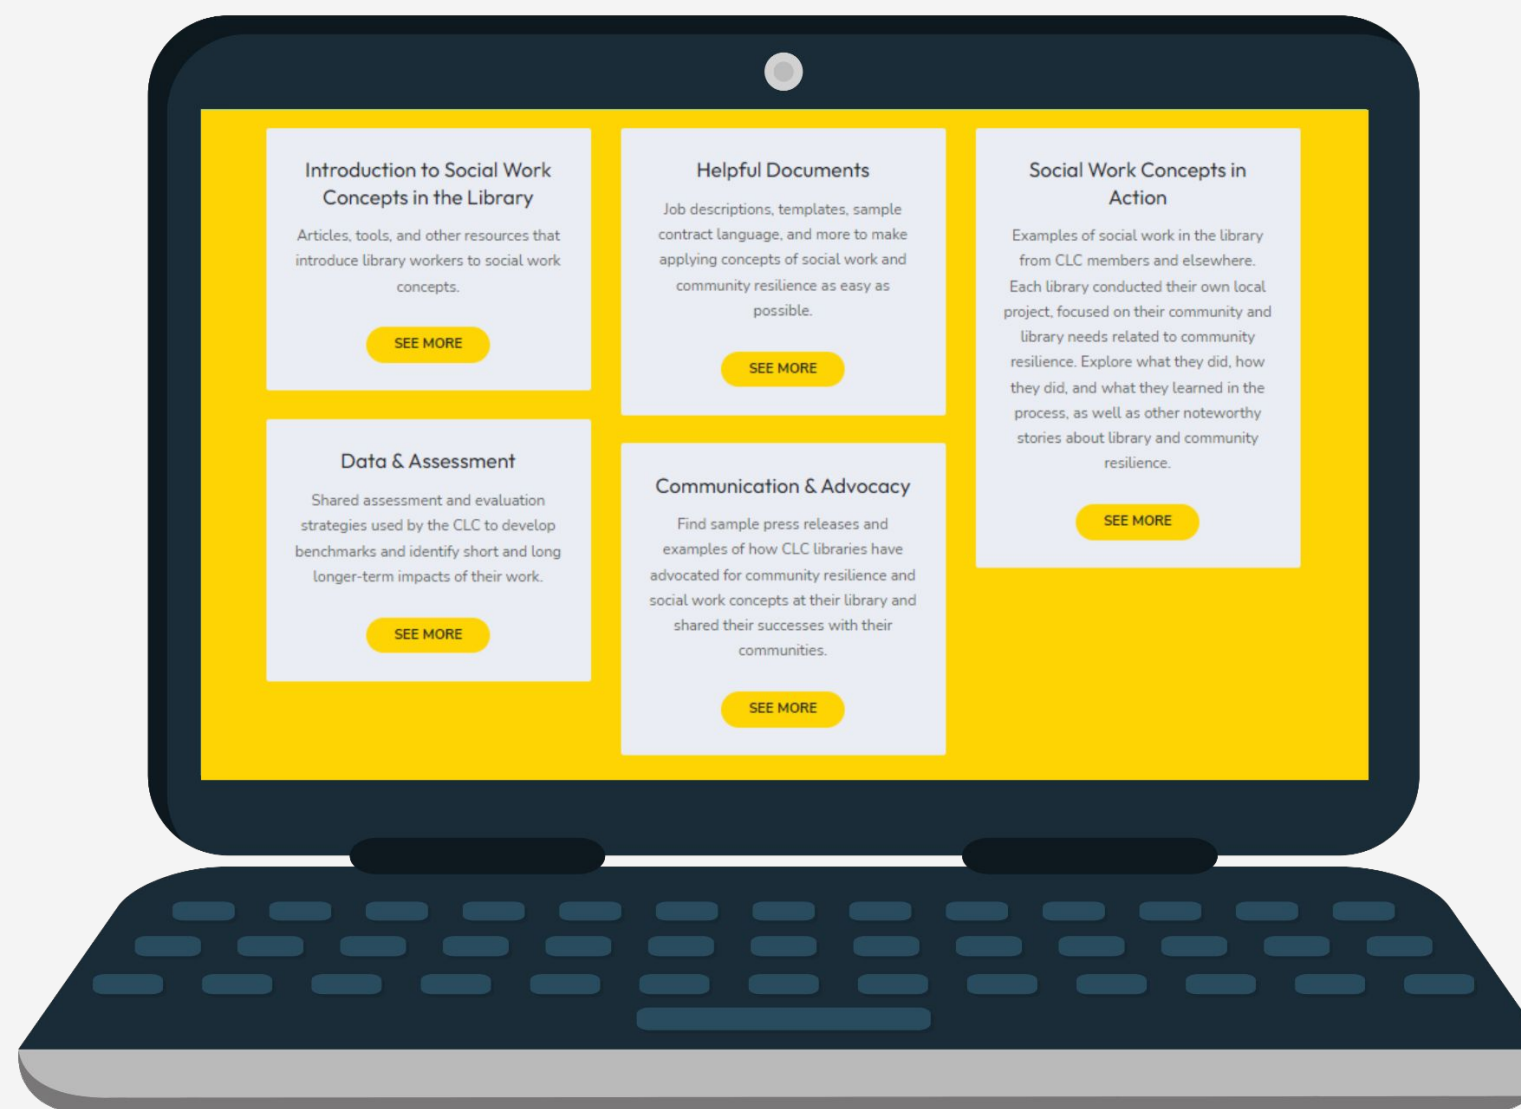 Introduction to Social Work
Concepts in the Library
Articles, tools, and other resources that
introduce library workers to social work
concepts.
SEE MORE
Data & Assessment
Shared assessment and evaluation
strategies used by the CLC to develop
benchmarks and identify short and long
longer-term impacts of their work.
SEE MORE
Helpful Documents
Job descriptions, templates, sample
contract language, and more to make
applying concepts of social work and
community resilience as easy as
possible.
SEE MORE
Communication & Advocacy
Find sample press releases and
examples of how CLC libraries have
advocated for community resilience and
social work concepts at their library and
shared their successes with their
communities.
SEE MORE
Social Work Concepts in
Action
Examples of social work in the library
from CLC members and elsewhere.
Each library conducted their own local
project, focused on their community and
library needs related to community
resilience. Explore what they did, how
they did, and what they learned in the
process, as well as other noteworthy
stories about library and community
resilience.
SEE MORE